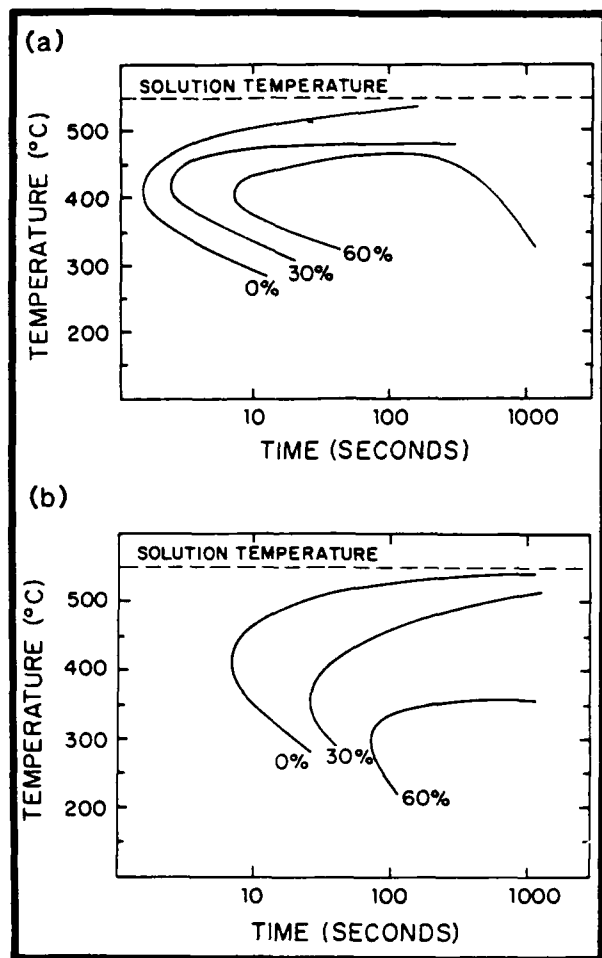 (a)
SOLUTION TEMPERATURE
TEMPERATURE (°C)
500
400
300
200
0%
30%
60%
10
100
1000
TIME (SECONDS)
(b)
SOLUTION TEMPERATURE
TEMPERATURE (°C)
500
400
300
200
0%
30%
60%
10
100
1000
TIME (SECONDS)